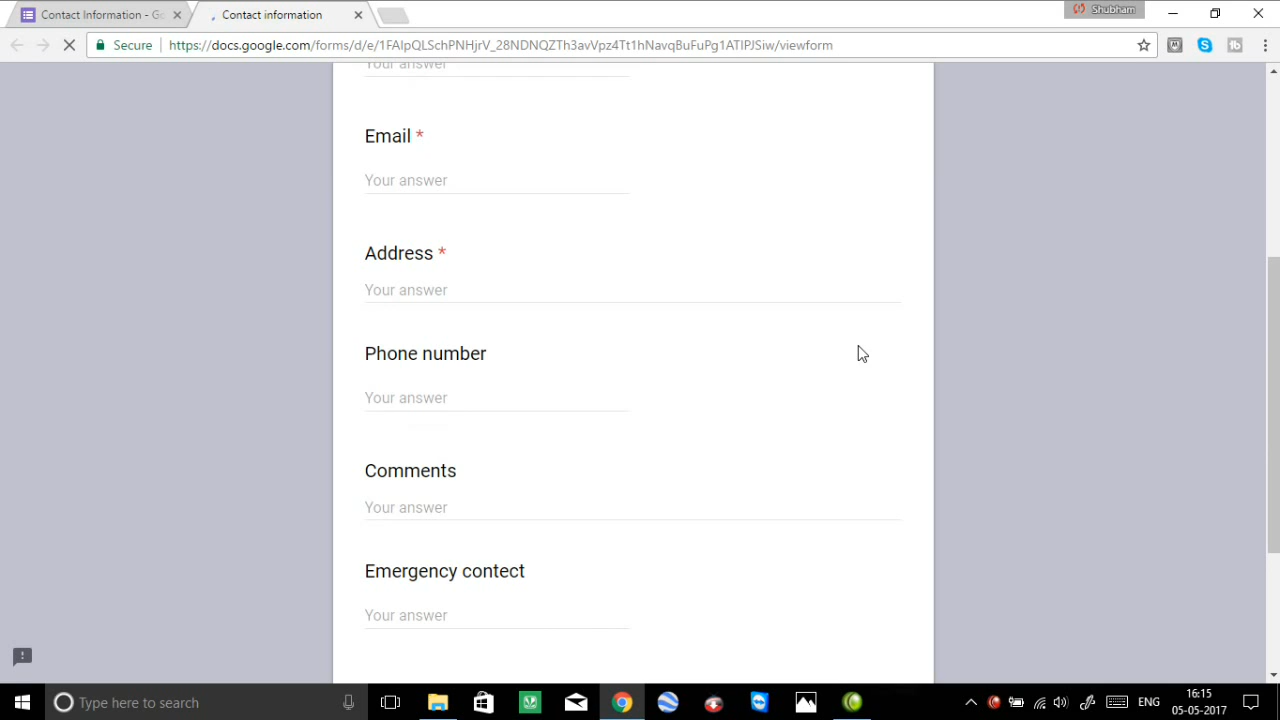 Contact Information - Go
Contact information
Shubham
Secure
https://docs.google.com/forms/d/e/1FAIpQLSchPNHjrV_28NDNQZTh3avVpz4Tt1hNavqBuFuPg1ATIPJSiw/viewform
Your answer
Email *
Your answer
Address *
Your answer
Phone number
Your answer
Comments
Your answer
Emergency contect
Your answer
Type here to search
ENG
16:15
05-05-2017